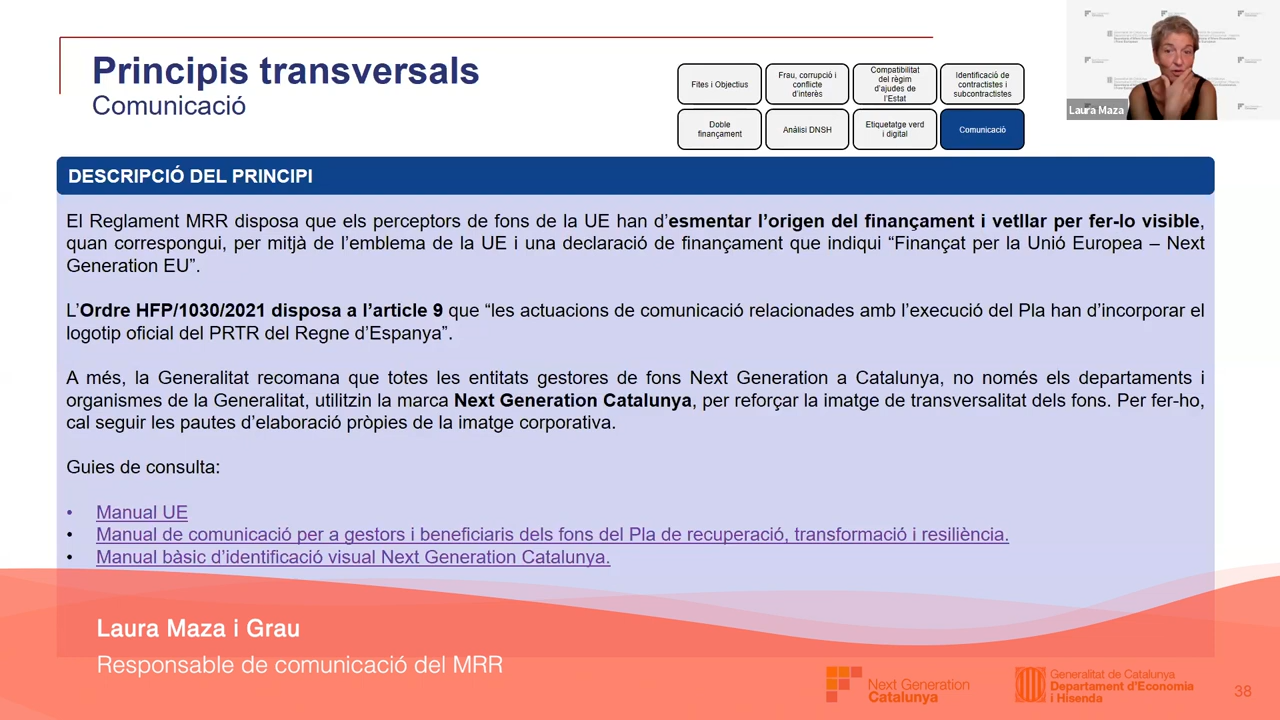 Principis transversals
Comunicació
Fites i Objectius
Frau, corrupció i
conflicte
d'interès
Compatibilitat
del règim
d'ajudes de
l'Estat
Identificació de
contractistes i
subcontractistes
Doble
finançament
Anàlisi DNSH
Etiquetatge verd
i digital
Comunicació
Laura Maza
DESCRIPCIÓ DEL PRINCIPI
El Reglament MRR disposa que els perceptors de fons de la UE han d'esmentar l'origen del finançament i vetllar per fer-lo visible,
quan correspongui, per mitjà de l'emblema de la UE i una declaració de finançament que indiqui “Finançat per la Unió Europea – Next
Generation EU”.
L'Ordre HFP/1030/2021 disposa a l'article 9 que “les actuacions de comunicació relacionades amb l'execució del Pla han d'incorporar el
logotip oficial del PRTR del Regne d'Espanya”.
A més, la Generalitat recomana que totes les entitats gestores de fons Next Generation a Catalunya, no només els departaments i
organismes de la Generalitat, utilitzin la marca Next Generation Catalunya, per reforçar la imatge de transversalitat dels fons. Per fer-ho,
cal seguir les pautes d'elaboració pròpies de la imatge corporativa.
Guies de consulta:
• Manual UE
• Manual de comunicació per a gestors i beneficiaris dels fons del Pla de recuperació, transformació i resiliència.
• Manual bàsic d'identificació visual Next Generation Catalunya.
Laura Maza i Grau
Responsable de comunicació del MRR
Next Generation
Catalunya
Generalitat de Catalunya
Departament d'Economia
i Hisenda
38